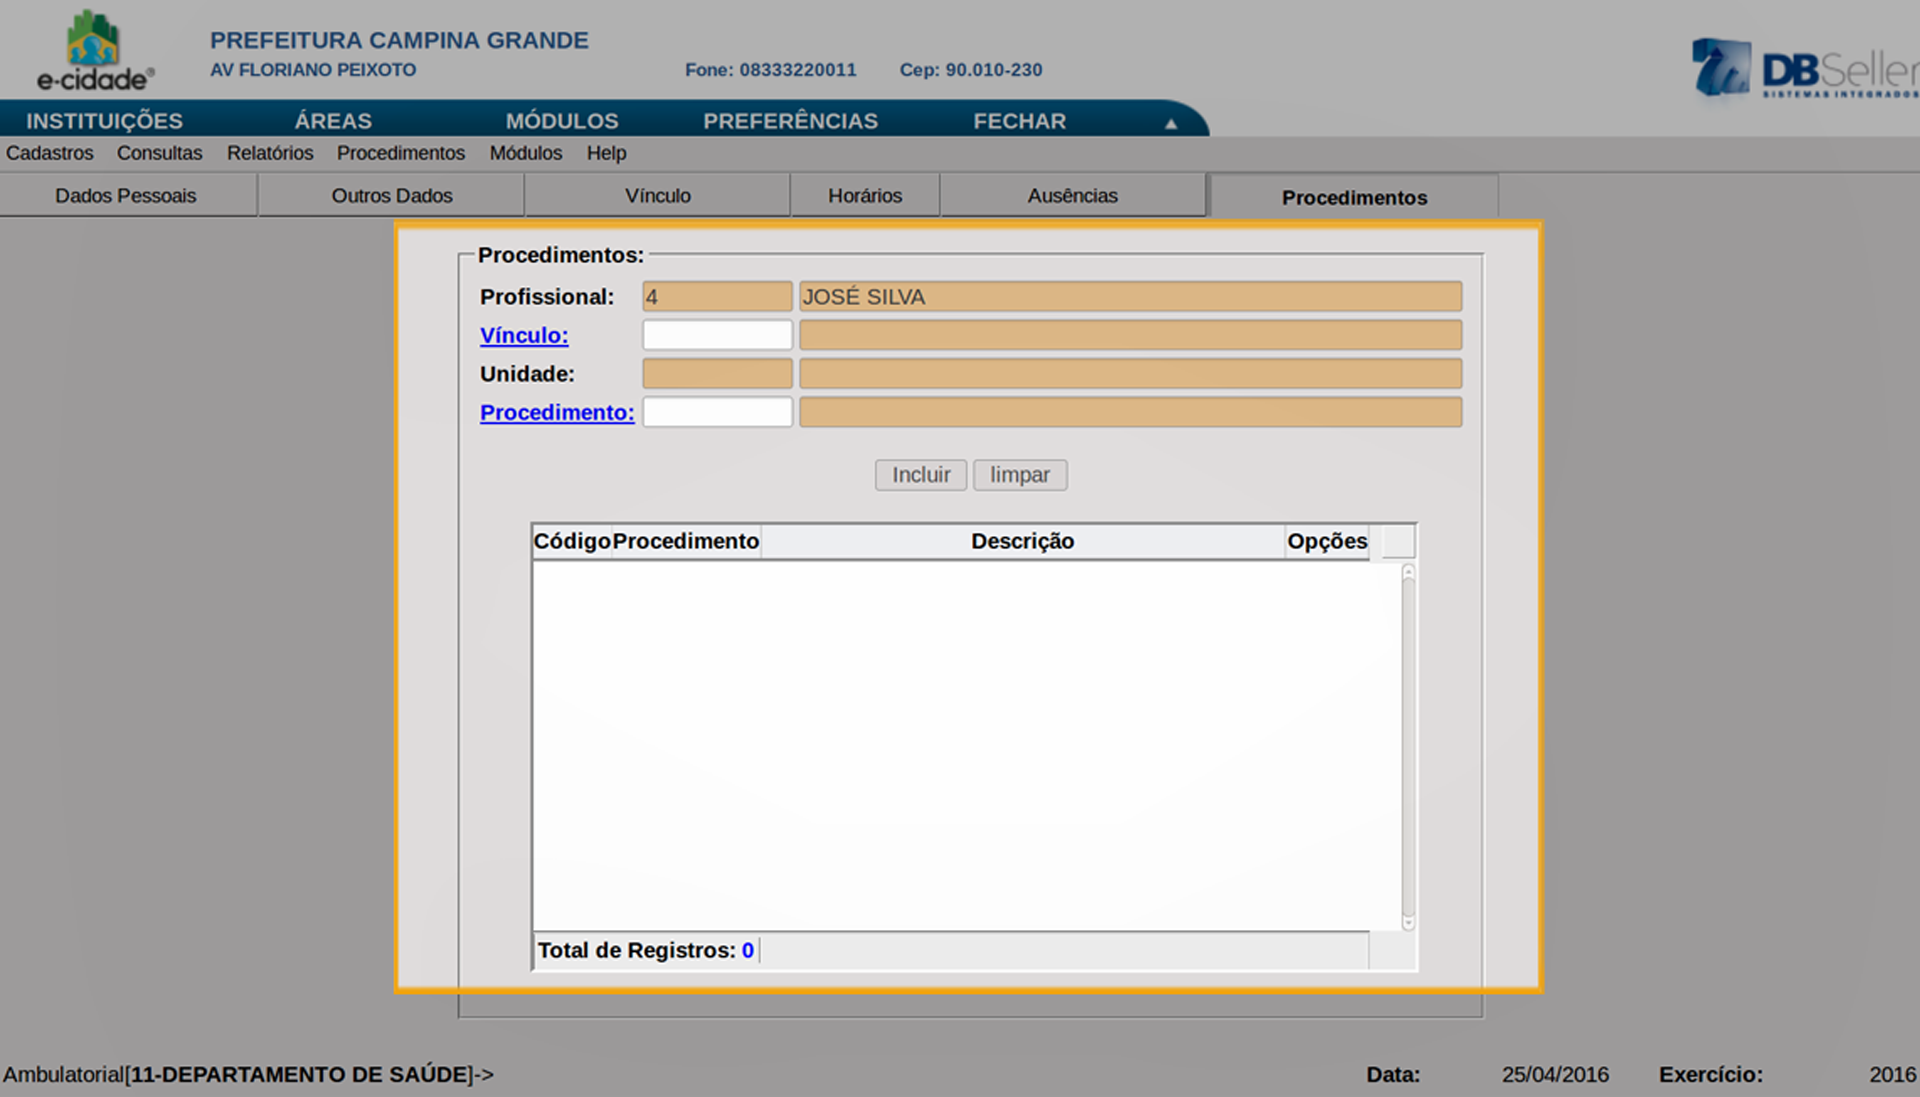 e-cidade®
PREFEITURA CAMPINA GRANDE
AV FLORIANO PEIXOTO Fone: 08333220011 Cep: 90.010-230
DBSeller
SISTEMAS INTEGRADOS
INSTITUIÇÕES ÁREAS MÓDULOS PREFERÊNCIAS FECHAR ▲
Cadastros Consultas Relatórios Procedimentos Módulos Help
Dados Pessoais Outros Dados Vínculo Horários Ausências Procedimentos
Procedimentos:
Profissional: 4 JOSÉ SILVA
Vínculo:
Unidade:
Procedimento:
Incluir limpar
Código Procedimento Descrição Opções
Total de Registros: 0
Ambulatorial[11-DEPARTAMENTO DE SAÚDE]-> Data: 25/04/2016 Exercício: 2016